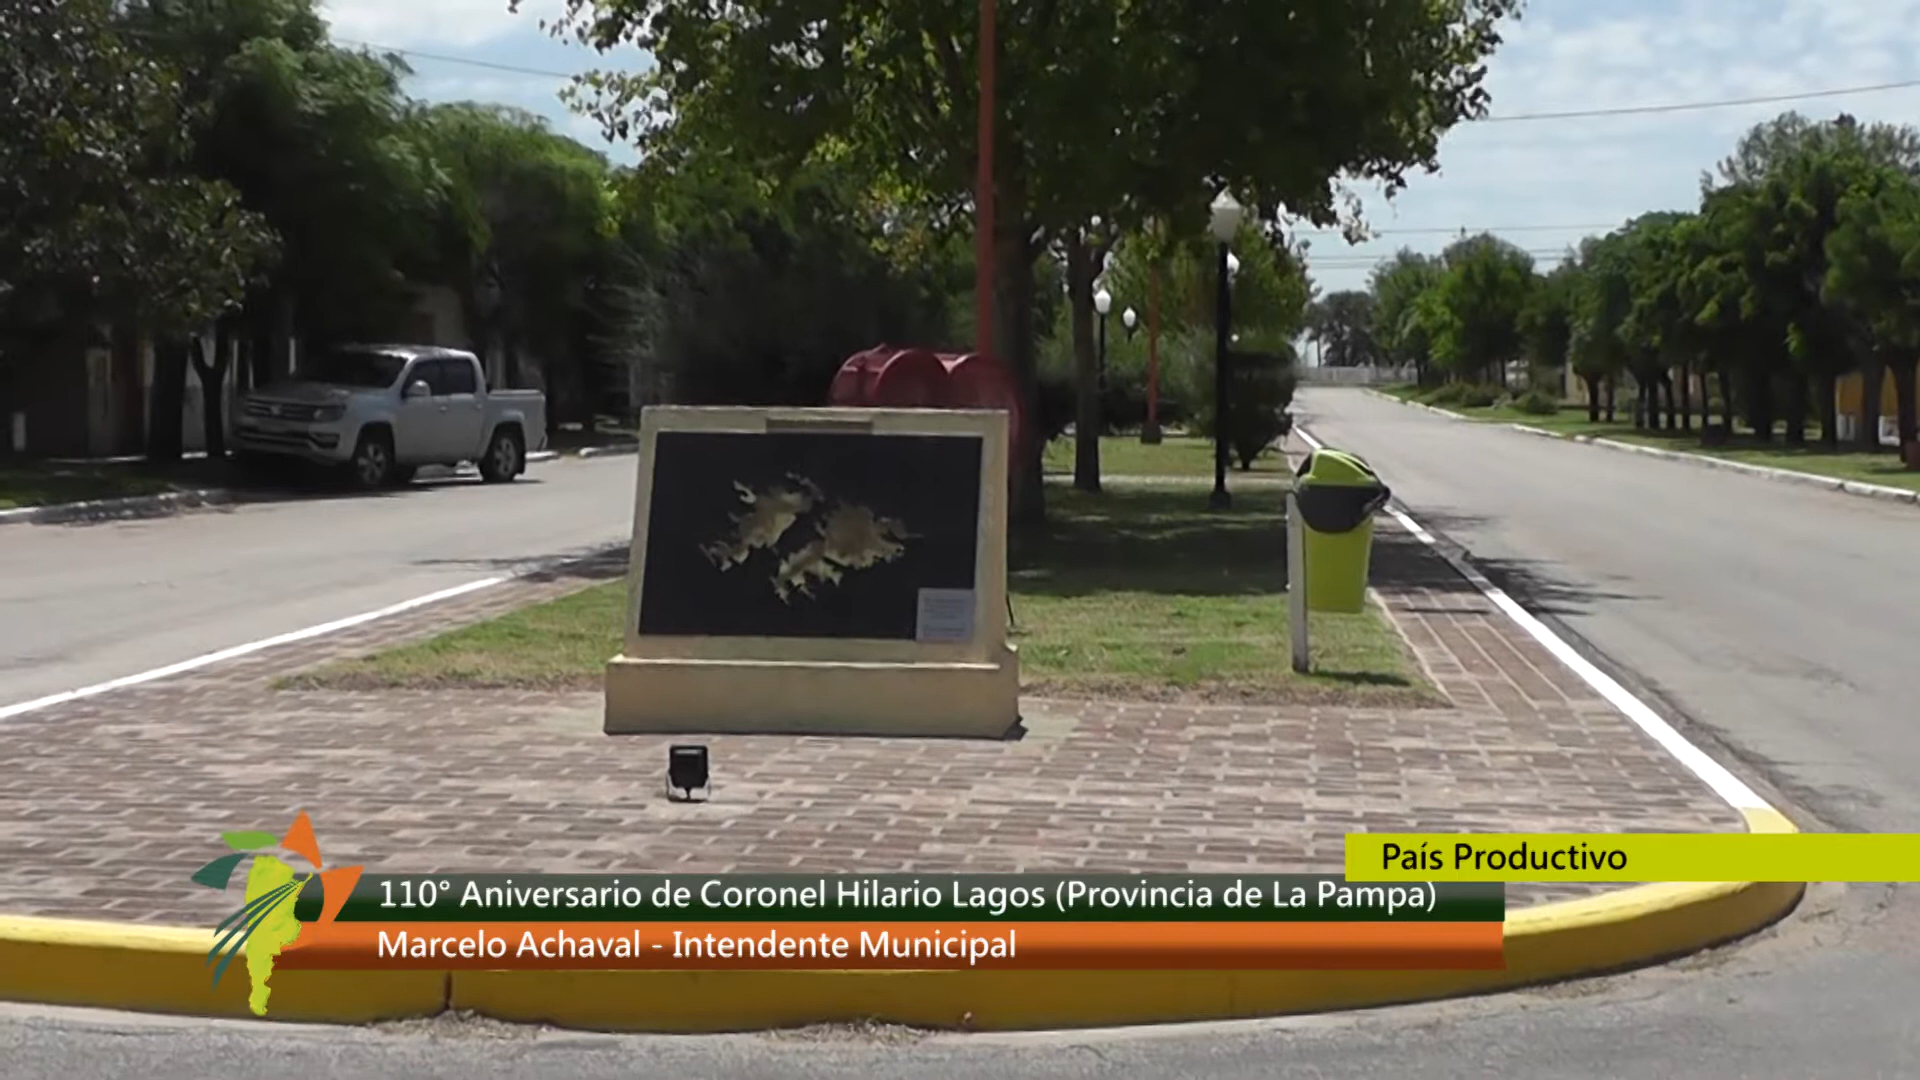 País Productivo
110° Aniversario de Coronel Hilario Lagos (Provincia de La Pampa)
Marcelo Achaval - Intendente Municipal